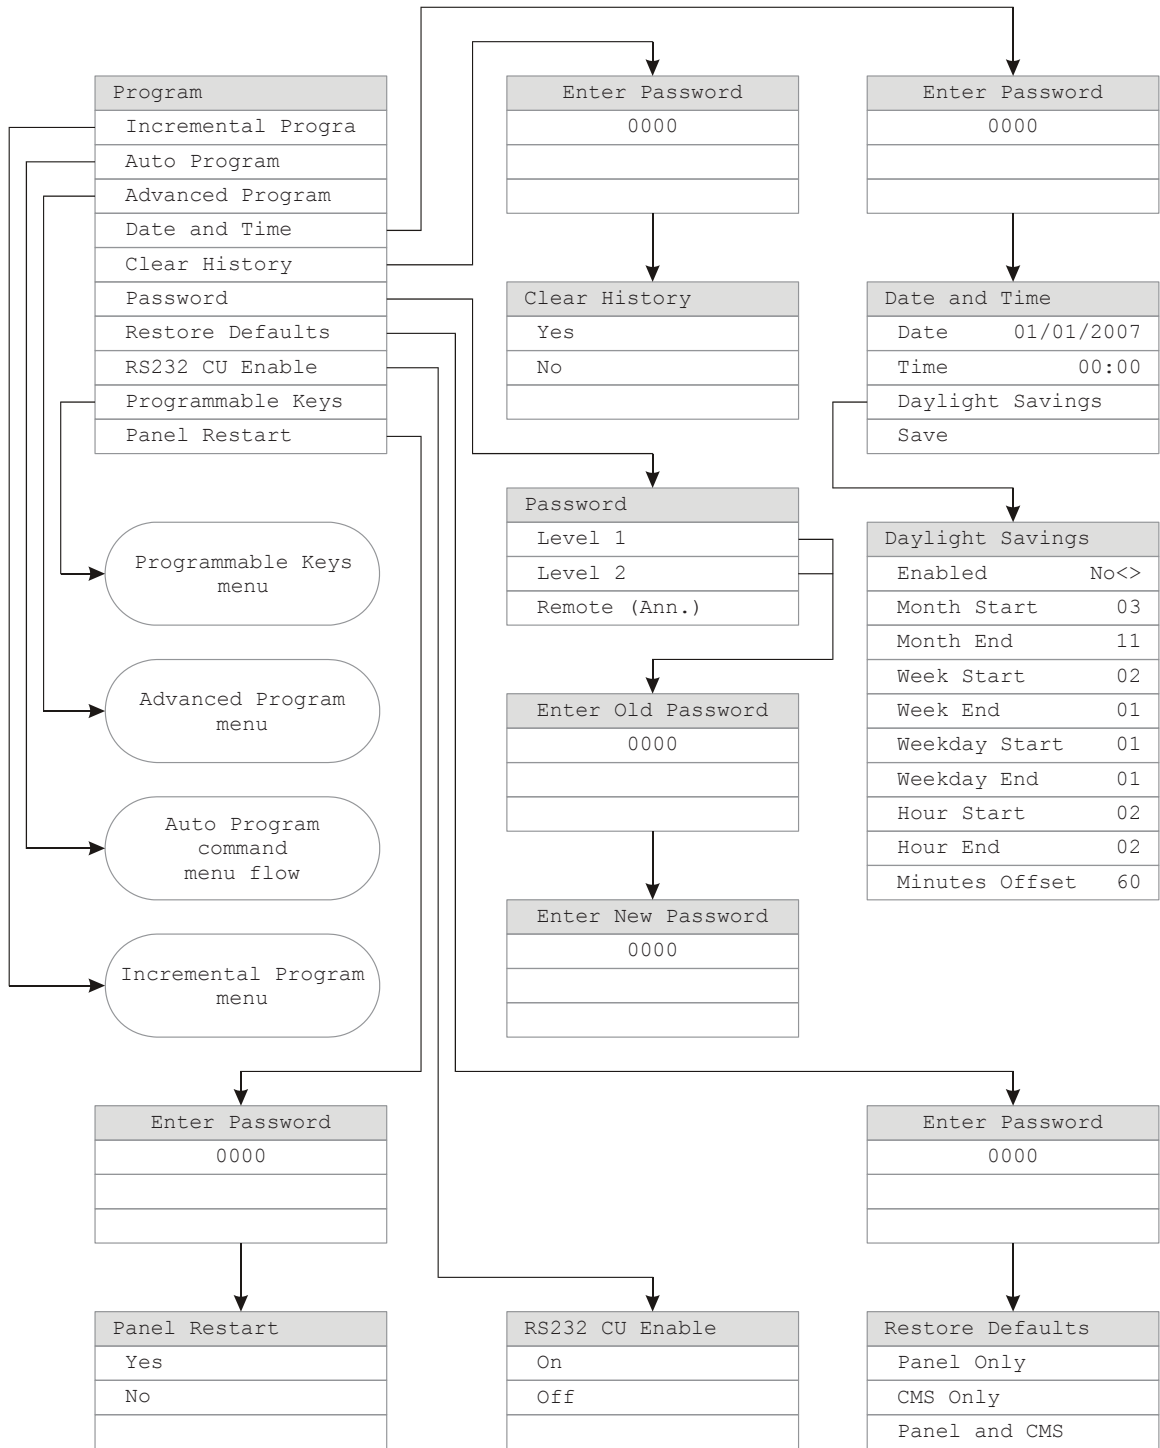 Program
Incremental Progra
Auto Program
Advanced Program
Date and Time
Clear History
Password
Restore Defaults
RS232 CU Enable
Programmable Keys
Panel Restart
Enter Password
0000
Clear History
Yes
No
Enter Password
0000
Date and Time
Date 01/01/2007
Time 00:00
Daylight Savings
Save
Password
Level 1
Level 2
Remote (Ann.)
Daylight Savings
Enabled No<>
Month Start 03
Month End 11
Week Start 02
Week End 01
Weekday Start 01
Weekday End 01
Hour Start 02
Hour End 02
Minutes Offset 60
Programmable Keys
menu
Advanced Program
menu
Auto Program
command
menu flow
Incremental Program
menu
Enter Old Password
0000
Enter New Password
0000
Enter Password
0000
Panel Restart
Yes
No
RS232 CU Enable
On
Off
Enter Password
0000
Restore Defaults
Panel Only
CMS Only
Panel and CMS